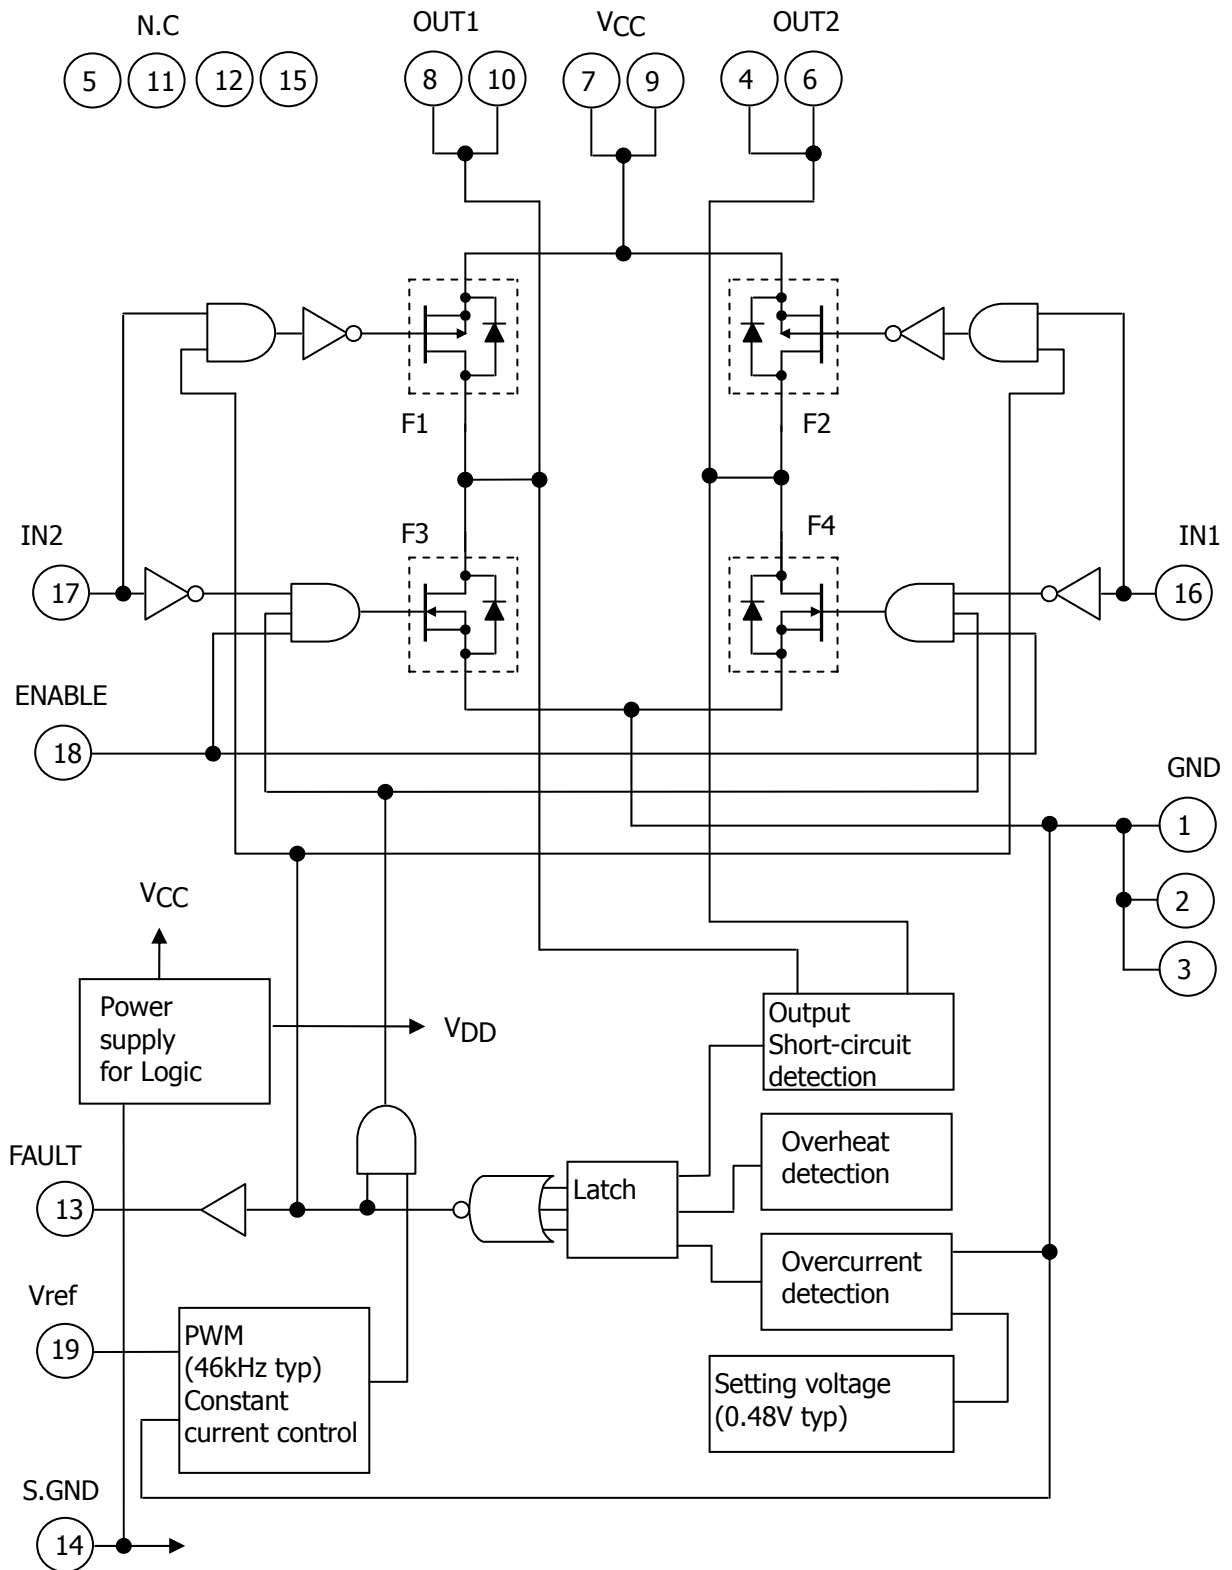 N.C OUT1 VCC OUT2
5 11 12 15 8 10 7 9 4 6
F1 F2
F3 F4
IN2 IN1
17 16
ENABLE
18
GND
1
2
3
VCC
Power
supply
for Logic
VDD
Output
Short-circuit
detection
FAULT
13
Latch
Overheat
detection
Overcurrent
detection
Vref
19
PWM
(46kHz typ)
Constant
current control
Setting voltage
(0.48V typ)
S.GND
14